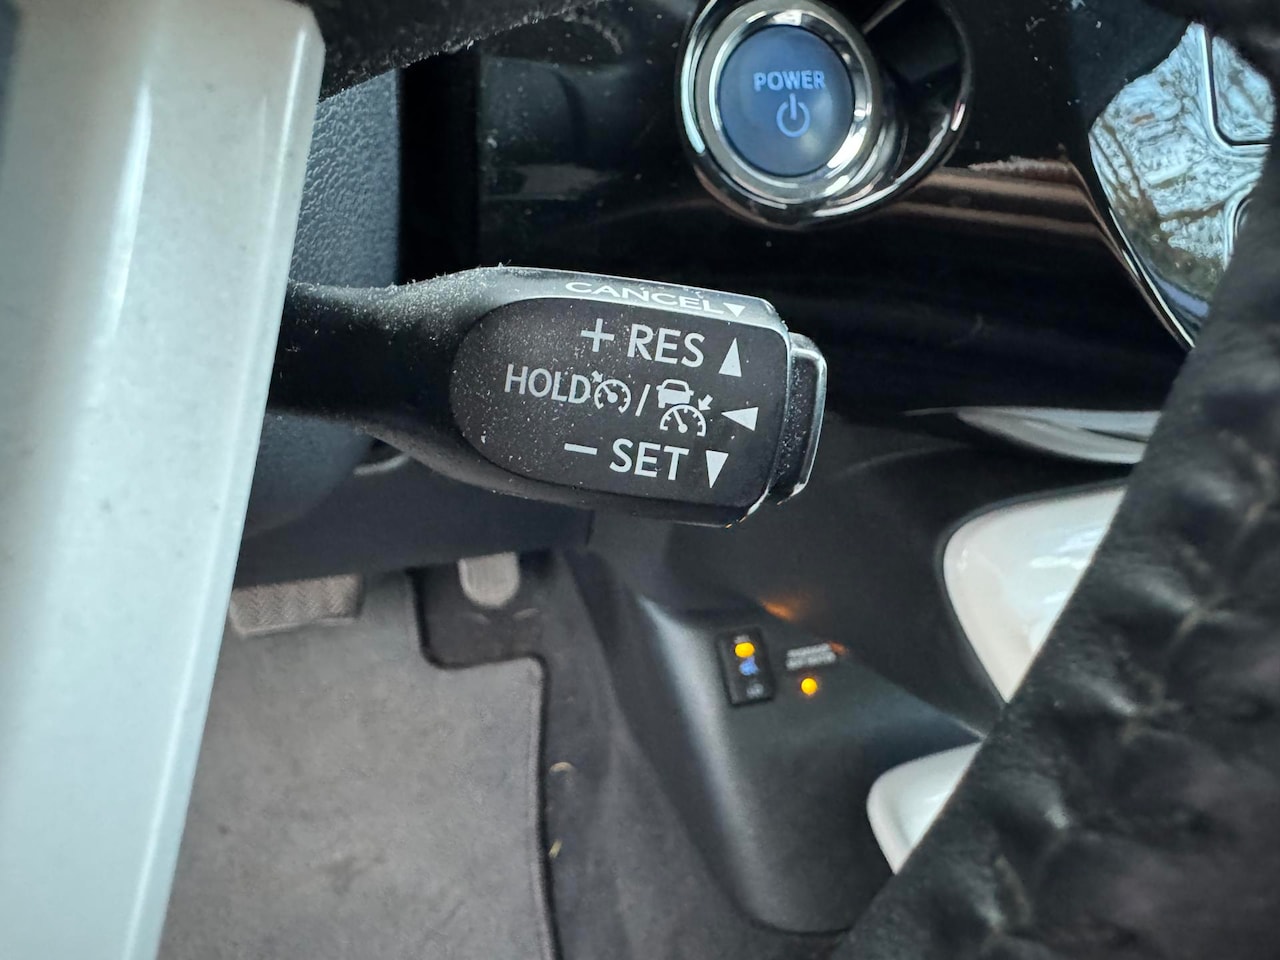 POWER
CANCEL▼
+ RES ▲
HOLD / ◀
− SET ▼